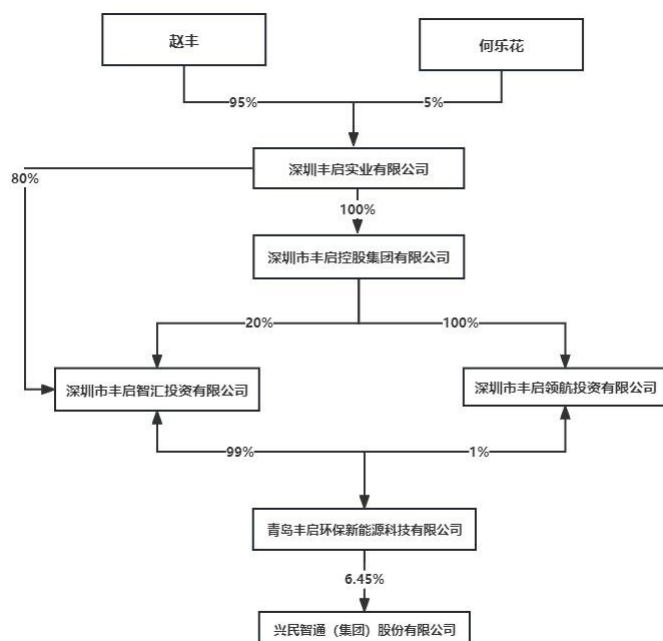 赵丰
何乐花
95%
5%
深圳丰启实业有限公司
80%
100%
深圳市丰启控股集团有限公司
20%
100%
深圳市丰启智汇投资有限公司
深圳市丰启领航投资有限公司
99%
1%
青岛丰启环保新能源科技有限公司
6.45%
兴民智通（集团）股份有限公司